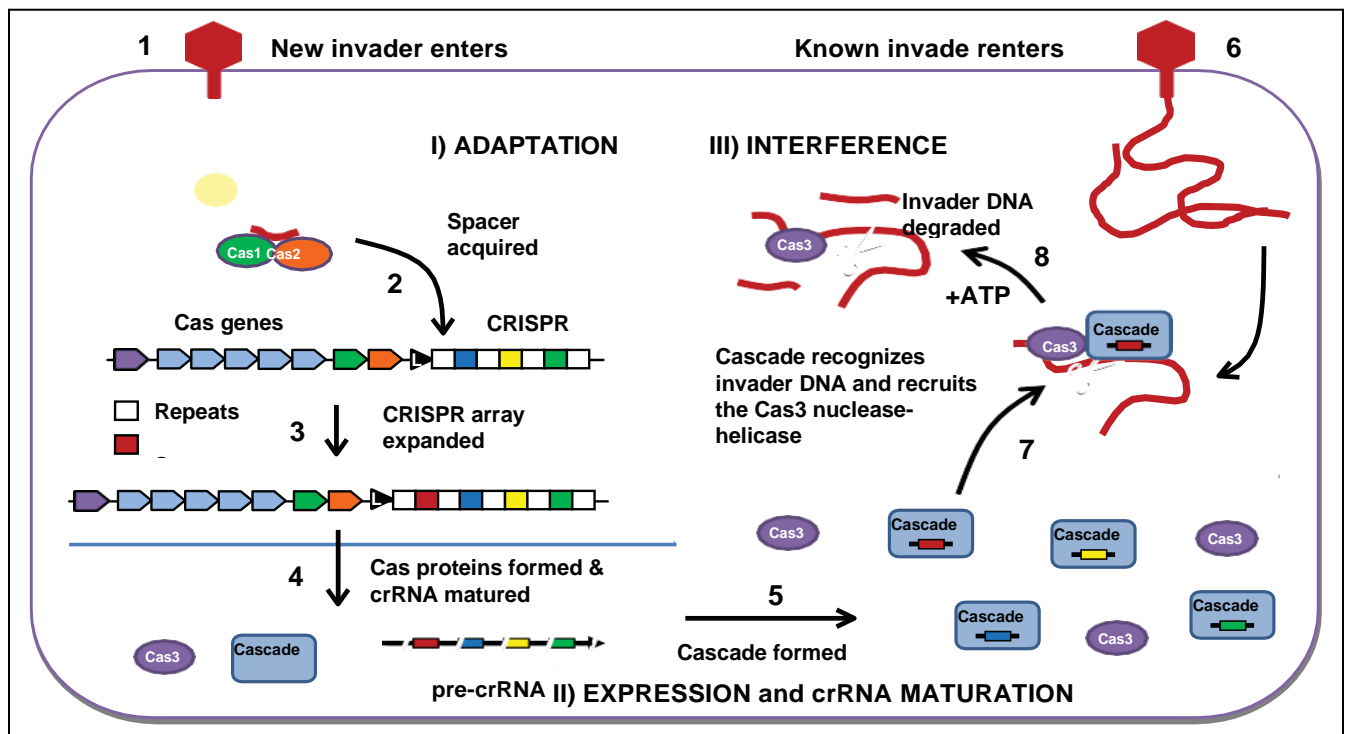 1
New invader enters
Known invade renters
6
I) ADAPTATION
III) INTERFERENCE
Spacer
acquired
Cas1 Cas2
2
Invader DNA
degraded
Cas3
8
+ATP
Cas genes
CRISPR
Cascade
Cas3
Cascade recognizes
invader DNA and recruits
the Cas3 nuclease-
helicase
Repeats
3
CRISPR array
expanded
7
Cas3
Cascade
Cascade
Cas3
4
Cas proteins formed &
crRNA matured
5
Cascade formed
Cascade
Cas3
Cascade
Cas3
Cascade
pre-crRNA
II) EXPRESSION and crRNA MATURATION